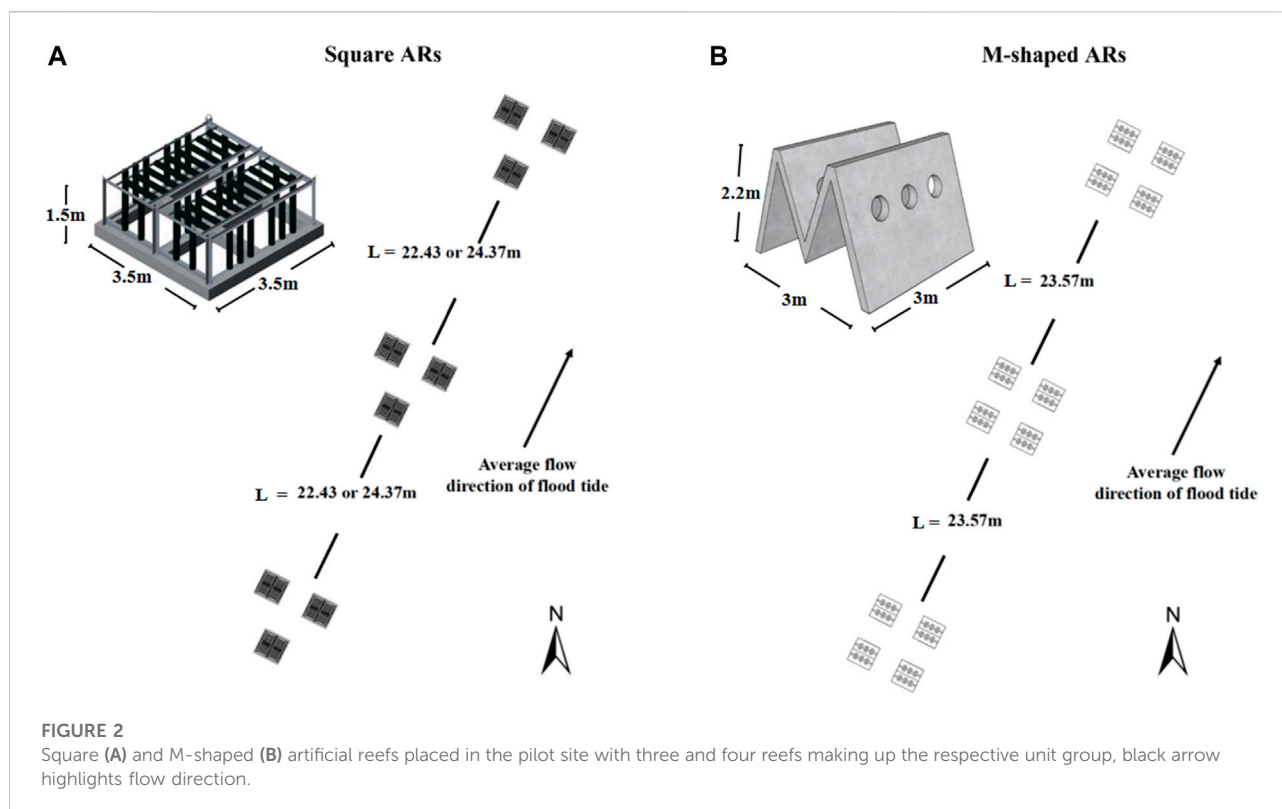 A
Square ARs
1.5m
3.5m
3.5m
L = 22.43 or 24.37m
L = 22.43 or 24.37m
Average flow
direction of flood tide
N
B
M-shaped ARs
2.2m
3m
3m
L = 23.57m
L = 23.57m
Average flow
direction of flood tide
N
FIGURE 2
Square (A) and M-shaped (B) artificial reefs placed in the pilot site with three and four reefs making up the respective unit group, black arrow
highlights flow direction.